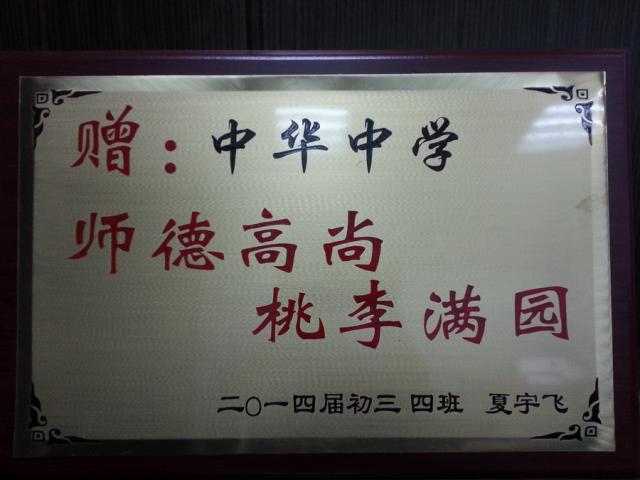 赠：中华中学
师德高尚
桃李满园
二〇一四届初三四班 夏宇飞